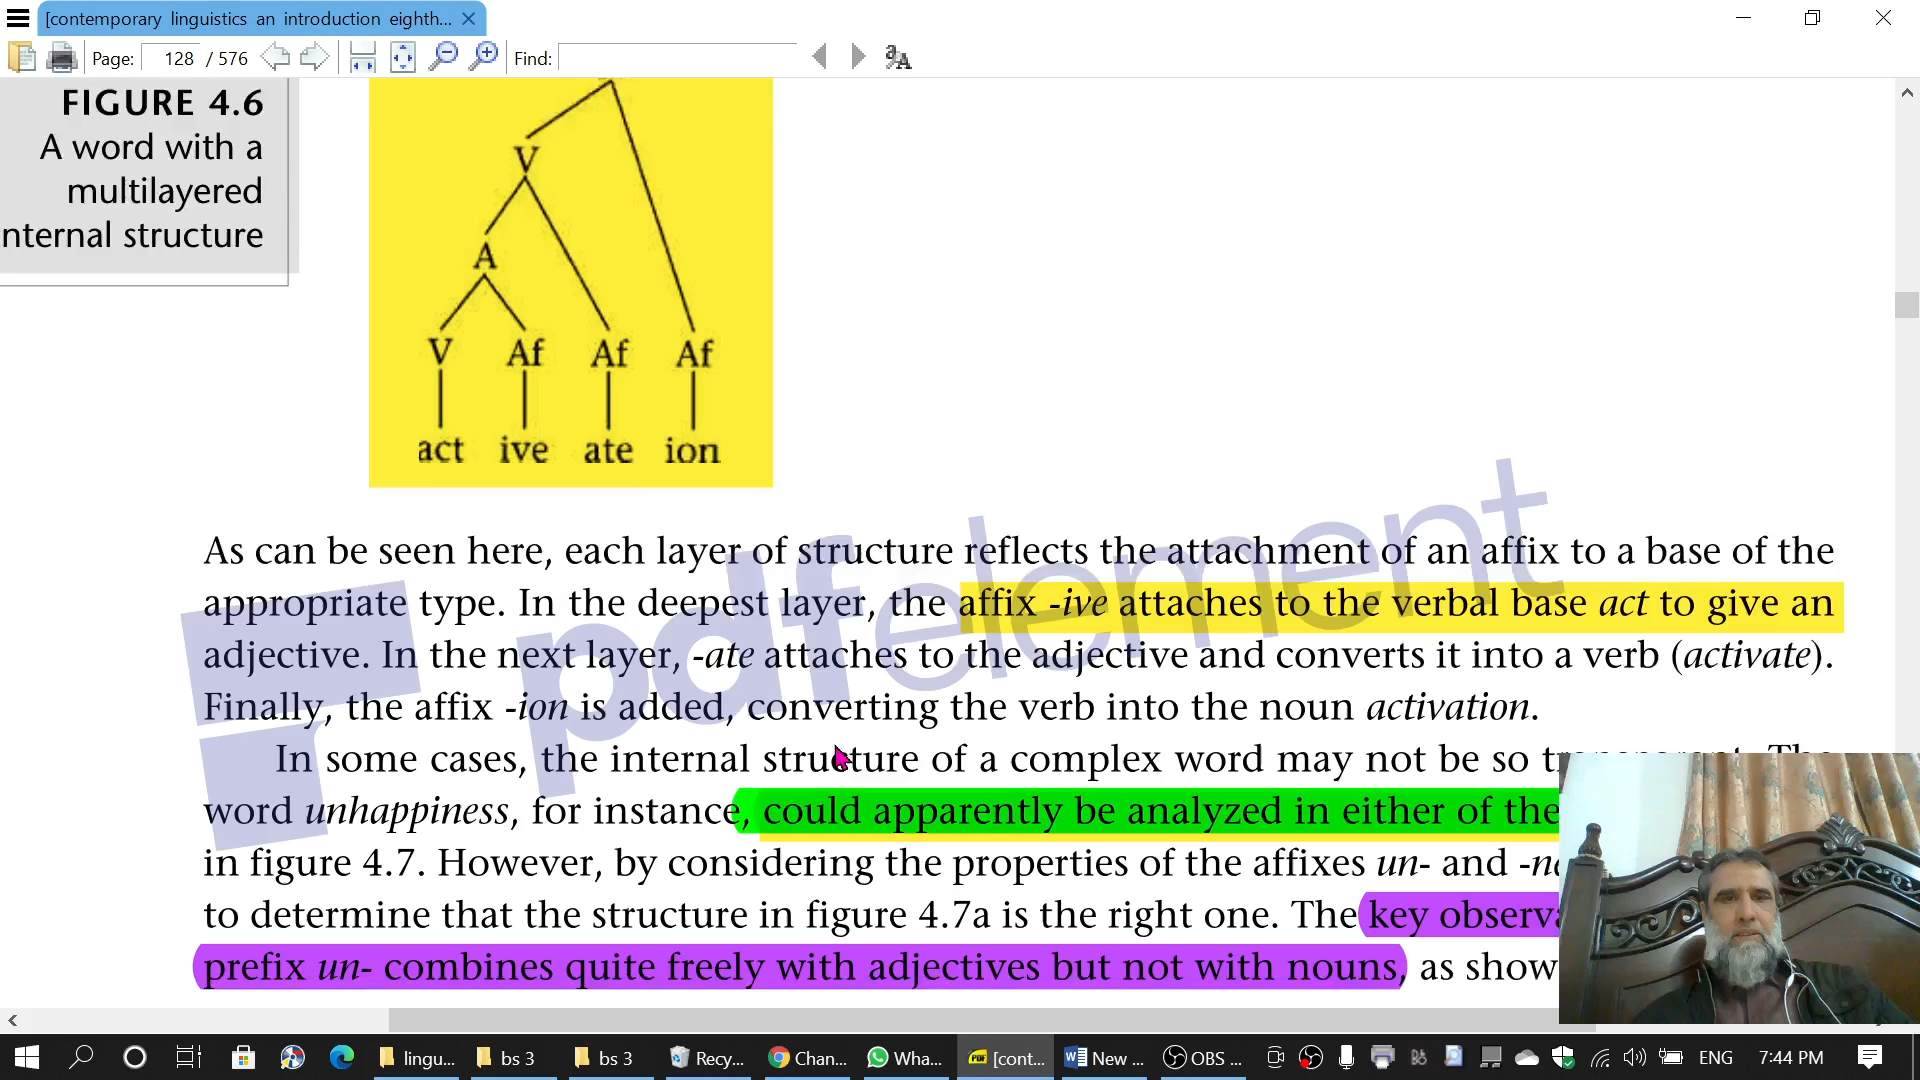 [contemporary linguistics an introduction eighth...
Page: 128 / 576 Find:
FIGURE 4.6
A word with a
multilayered
nternal structure
V
A
V Af Af Af
act ive ate ion
As can be seen here, each layer of structure reflects the attachment of an affix to a base of the
appropriate type. In the deepest layer, the affix -ive attaches to the verbal base act to give an
adjective. In the next layer, -ate attaches to the adjective and converts it into a verb (activate).
Finally, the affix -ion is added, converting the verb into the noun activation.
In some cases, the internal structure of a complex word may not be so
word unhappiness, for instance, could apparently be analyzed in either of the
in figure 4.7. However, by considering the properties of the affixes un- and
to determine that the structure in figure 4.7a is the right one. The key
prefix un- combines quite freely with adjectives but not with nouns, as
pdfelement
lingu... bs 3 bs 3 Recy... Chan... Wha... [cont... New ... OBS ... ENG 7:44 PM